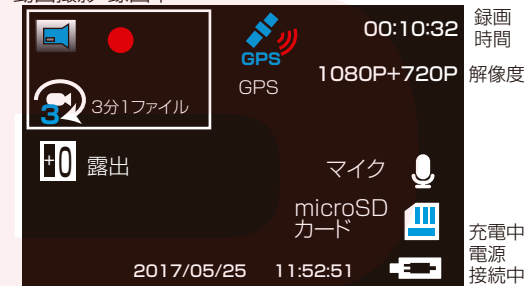 00:10:32
録画
時間
GPS
1080P+720P
解像度
GPS
3
3分1ファイル
+0
露出
マイク
microSD
カード
充電中
電源
接続中
2017/05/25 11:52:51